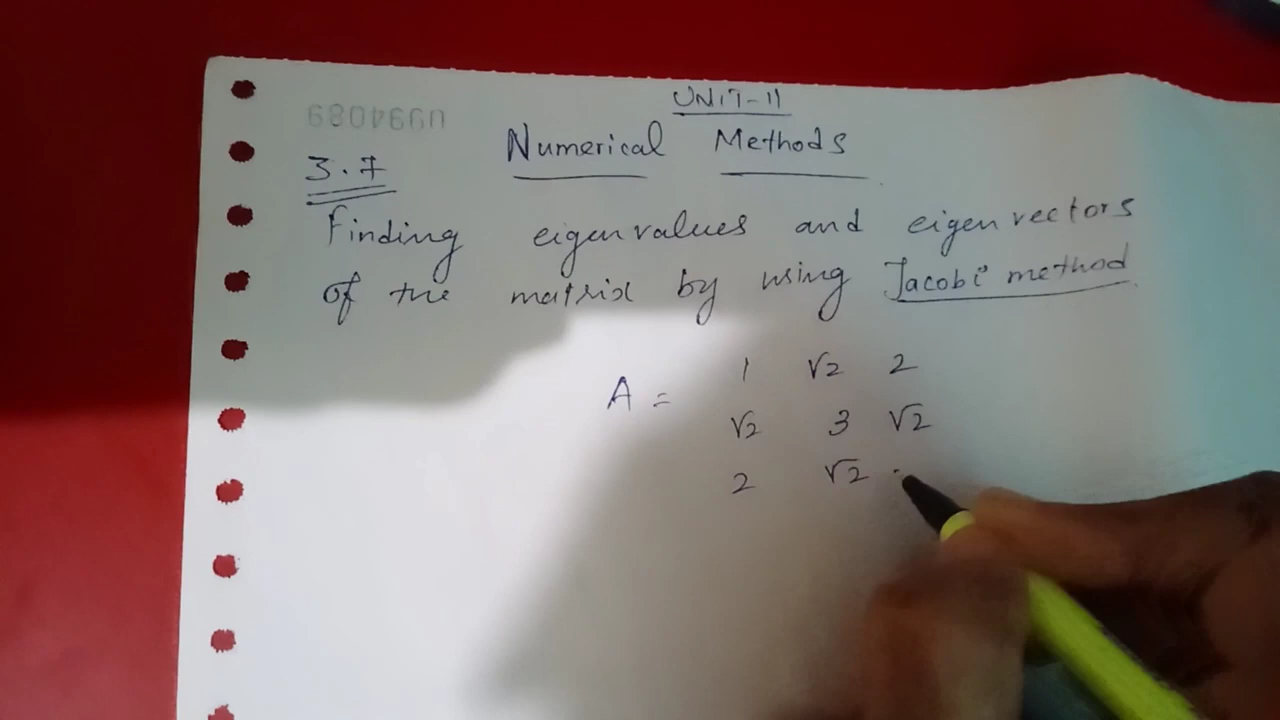 UNIT-II
0994089
Numerical Methods
3.7
Finding eigenvalues and eigenvectors
of the matrix by using Jacobi method
A =
1 √2 2
√2 3 √2
2 √2